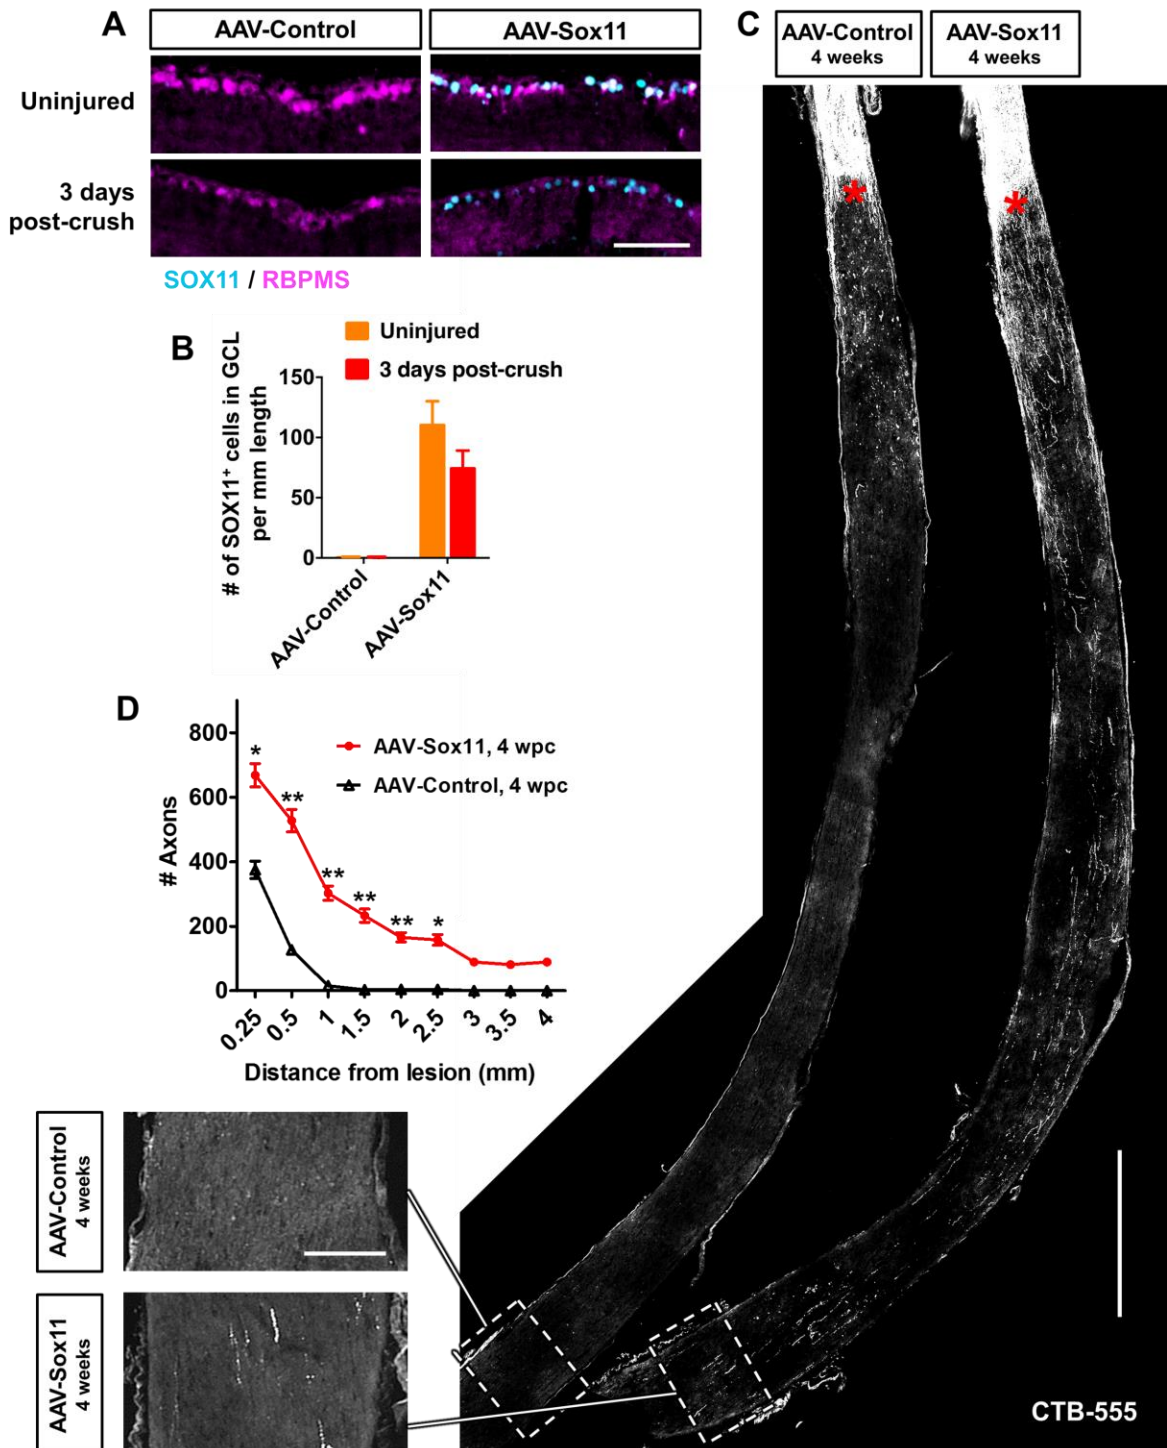 A
AAV-Control
AAV-Sox11
Uninjured
3 days
post-crush
SOX11 / RBPMS
B
Uninjured
3 days post-crush
# of SOX11⁺ cells in GCL
per mm length
150
100
50
0
AAV-Control
AAV-Sox11
C
AAV-Control
4 weeks
AAV-Sox11
4 weeks
*
*
CTB-555
D
# Axons
800
600
400
200
0
AAV-Sox11, 4 wpc
AAV-Control, 4 wpc
*
**
**
**
**
*
0.25
0.5
1
1.5
2
2.5
3
3.5
4
Distance from lesion (mm)
AAV-Control
4 weeks
AAV-Sox11
4 weeks